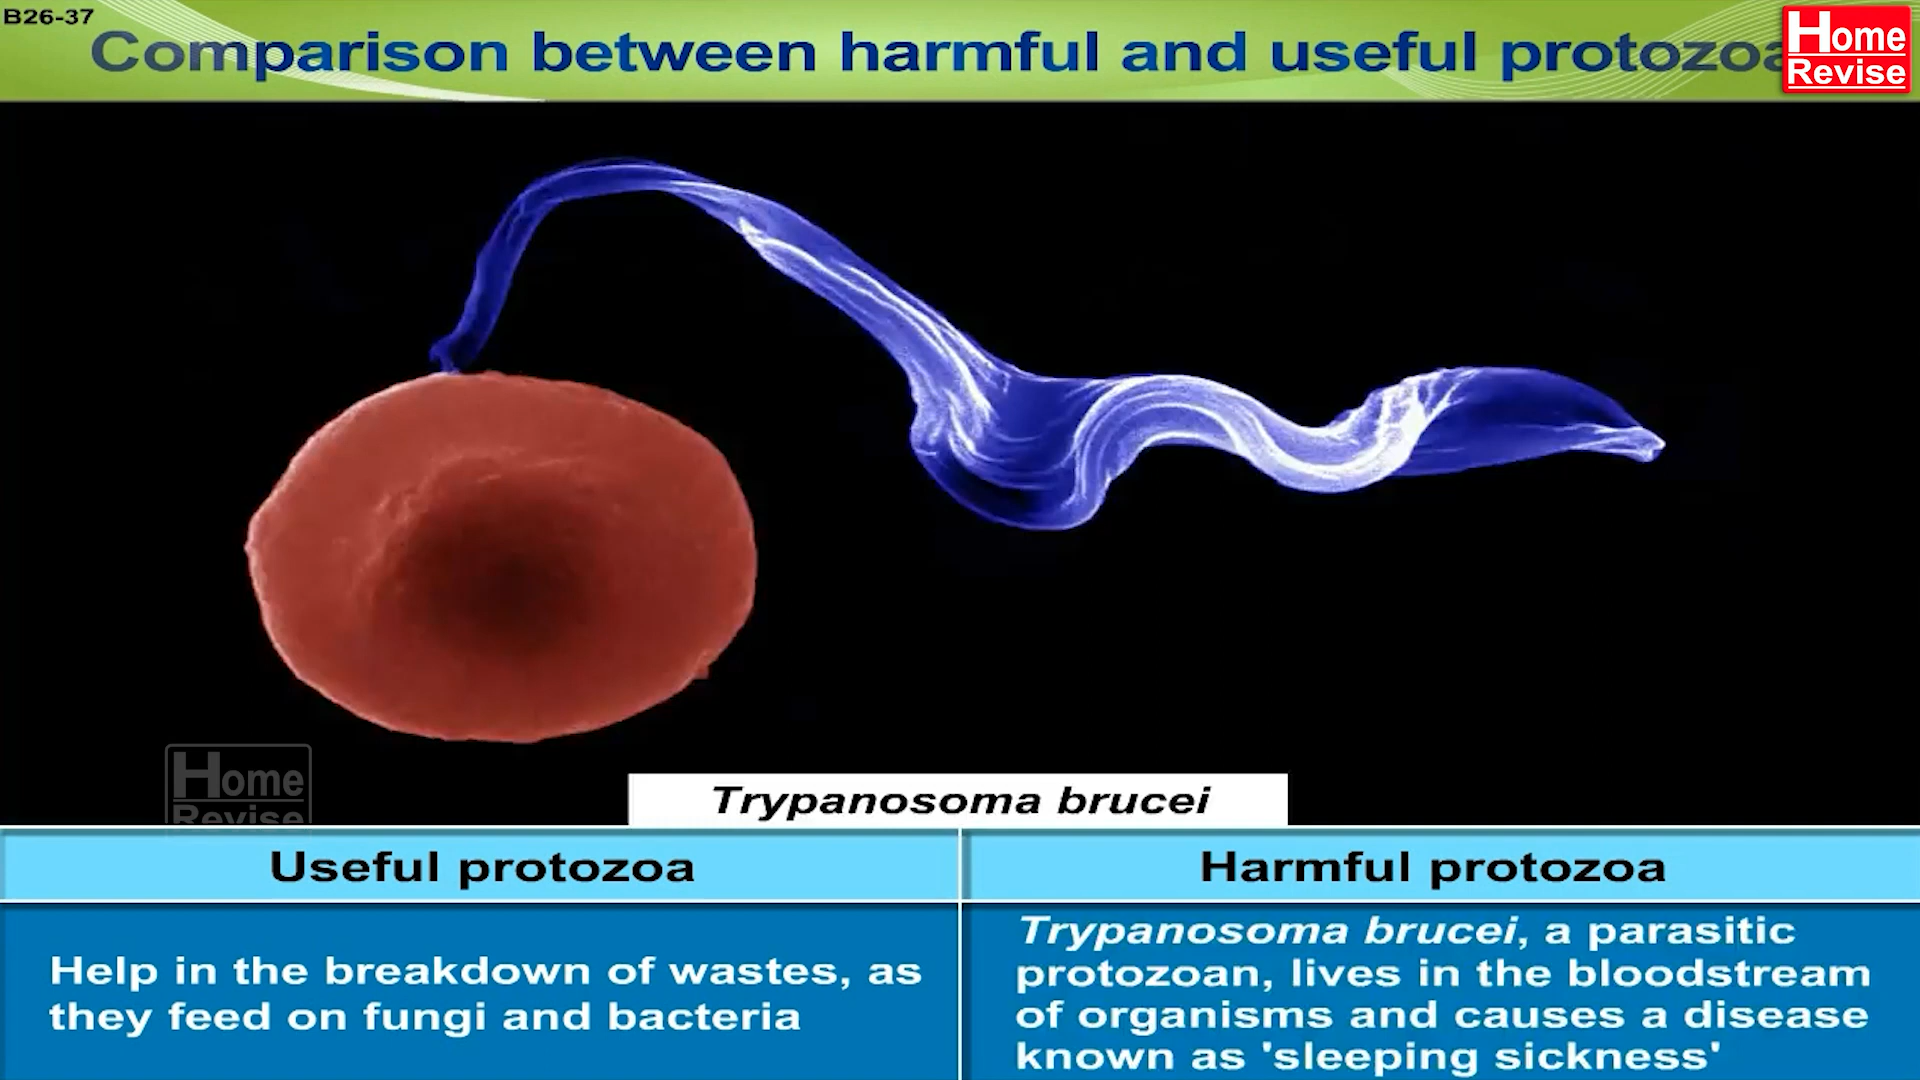 B26-37
Comparison between harmful and useful protozoa
Home
Revise
Home
Revise
Trypanosoma brucei
Useful protozoa
Harmful protozoa
Help in the breakdown of wastes, as
they feed on fungi and bacteria
Trypanosoma brucei, a parasitic
protozoan, lives in the bloodstream
of organisms and causes a disease
known as 'sleeping sickness'